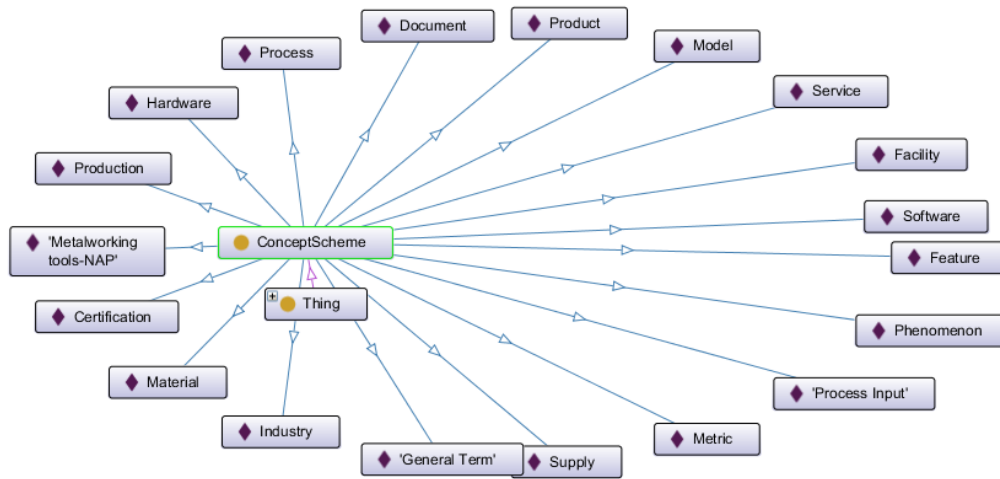 Document
Product
Process
Model
Service
Hardware
Facility
Production
Software
'Metalworking
tools-NAP'
ConceptScheme
Feature
Thing
Certification
Phenomenon
Material
'Process Input'
Industry
Metric
'General Term'
Supply